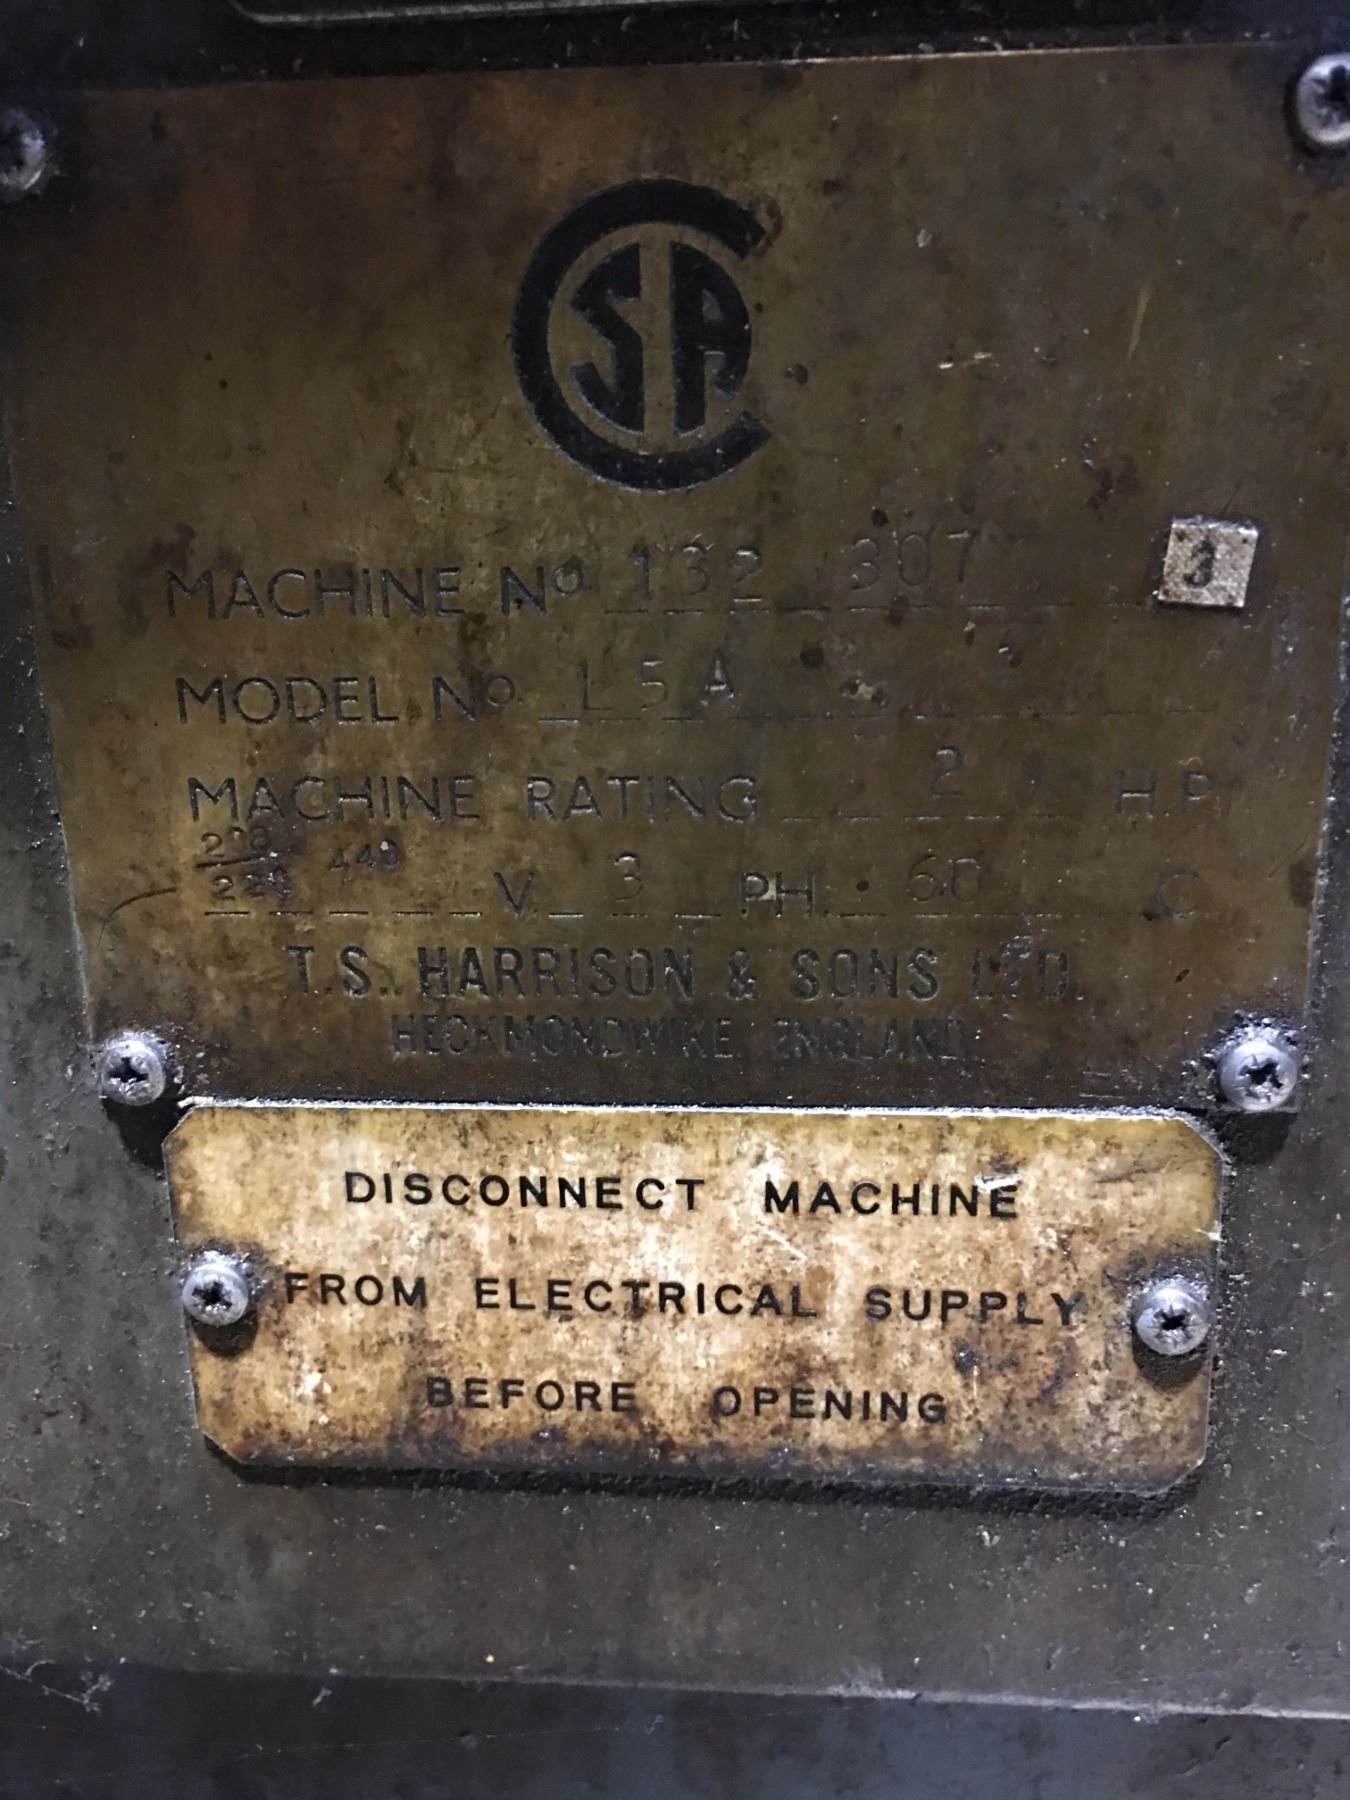 CSA
MACHINE No 132 307 3
MODEL No L5A
MACHINE RATING 2 H.P.
208
220 440 V. 3 PH. 60 C
T.S. HARRISON & SONS LTD.
HECKMONDWIKE, ENGLAND.
DISCONNECT MACHINE
FROM ELECTRICAL SUPPLY
BEFORE OPENING